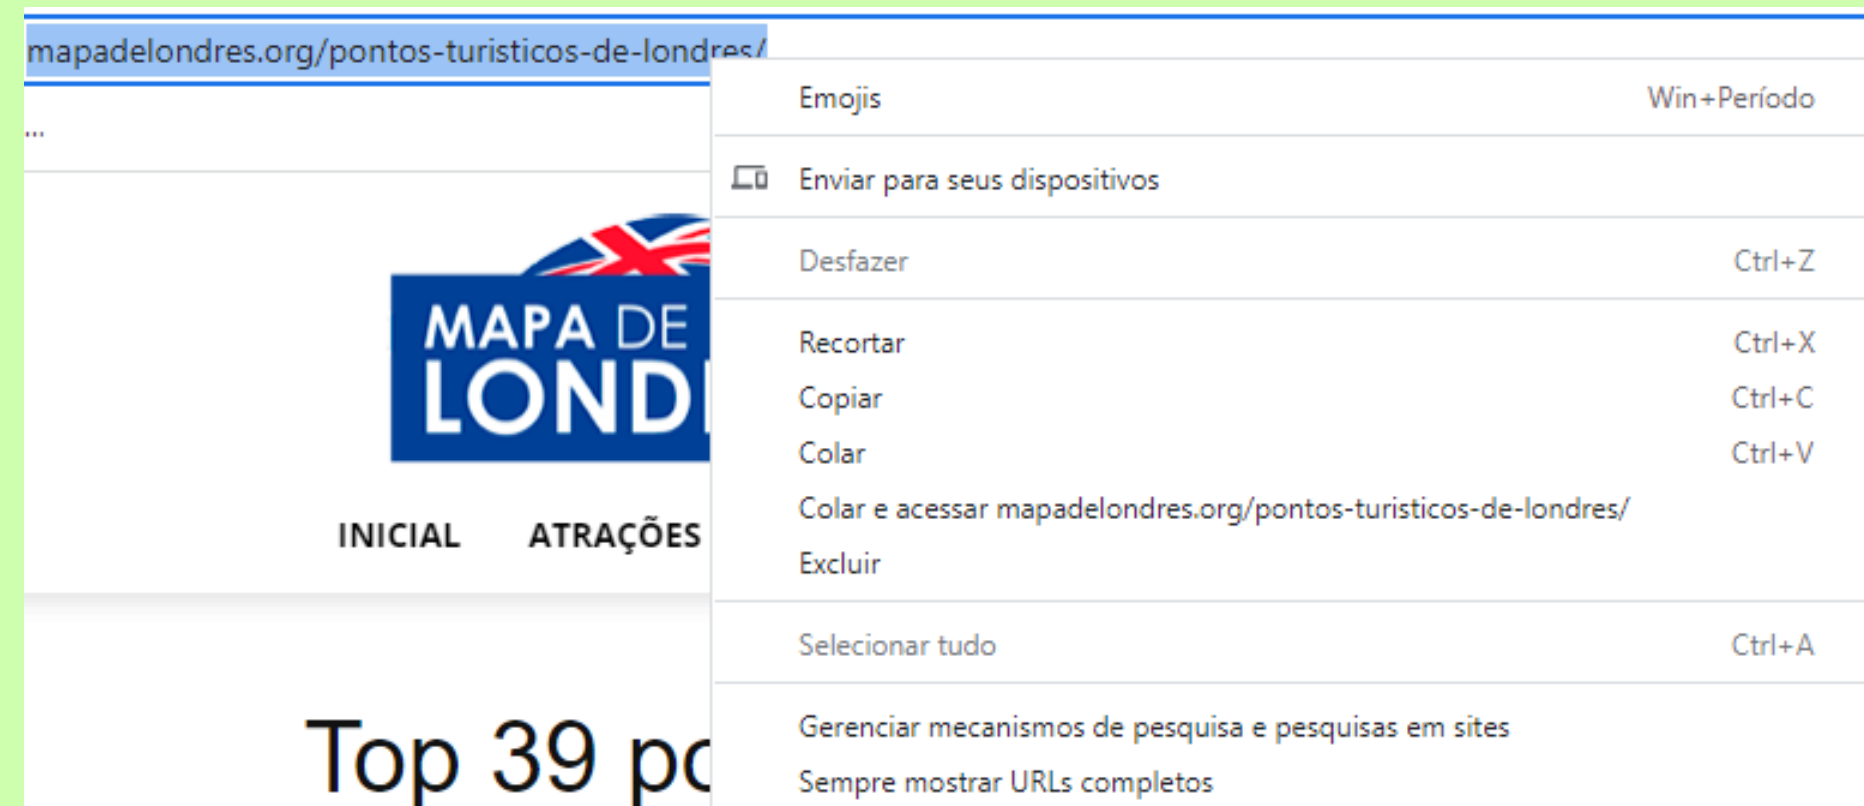 mapadelondres.org/pontos-turisticos-de-londres/
...
MAPA DE
LOND
INICIAL ATRAÇÕES
Top 39
Emojis Win+Período
Enviar para seus dispositivos
Desfazer Ctrl+Z
Recortar Ctrl+X
Copiar Ctrl+C
Colar Ctrl+V
Colar e acessar mapadelondres.org/pontos-turisticos-de-londres/
Excluir
Selecionar tudo Ctrl+A
Gerenciar mecanismos de pesquisa e pesquisas em sites
Sempre mostrar URLs completos